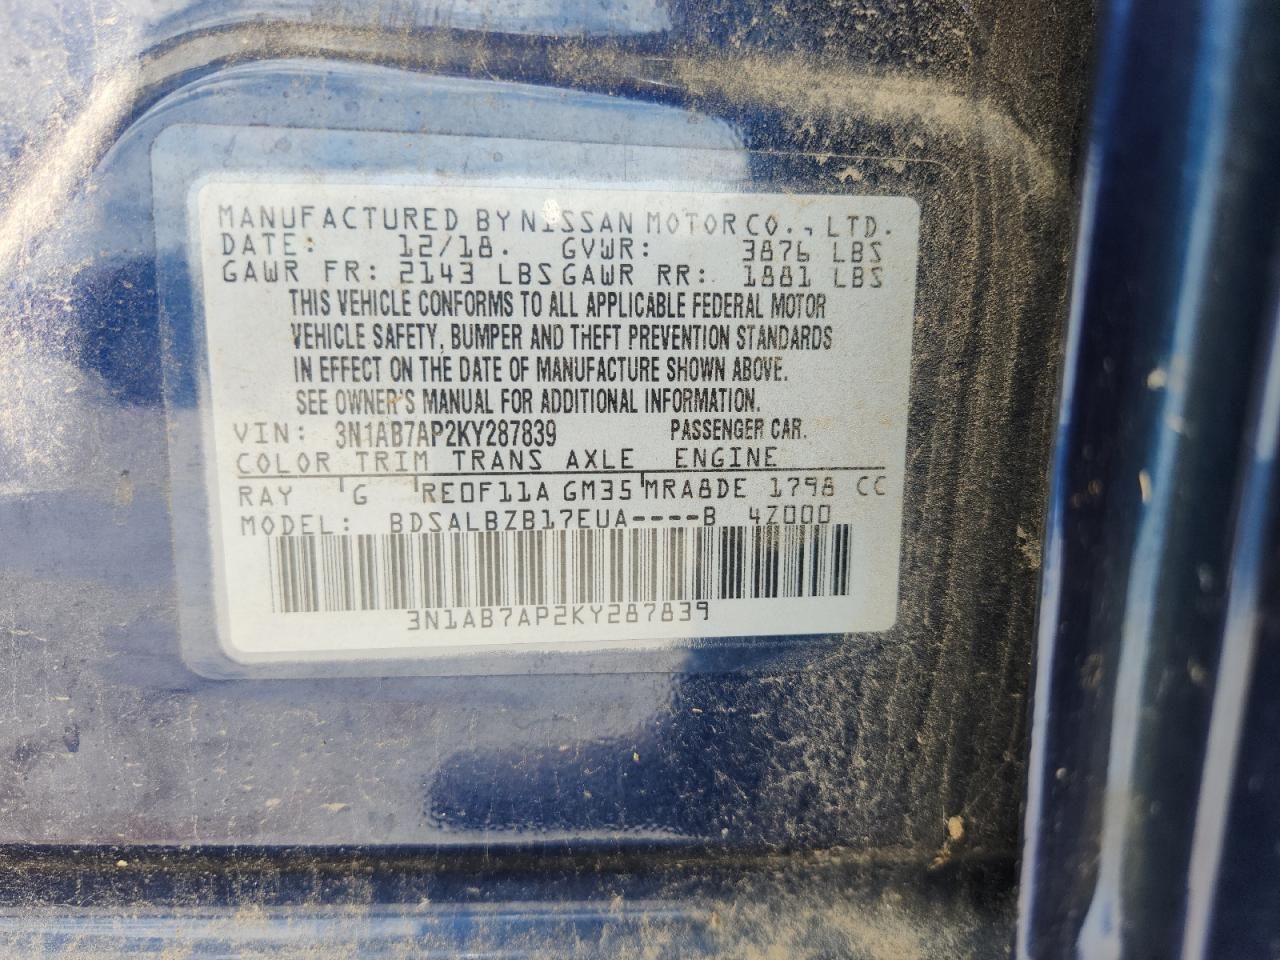 MANUFACTURED BY NISSAN MOTOR CO., LTD.
DATE: 12/18. GVWR: 3876 LBS
GAWR FR: 2143 LBS GAWR RR: 1881 LBS
THIS VEHICLE CONFORMS TO ALL APPLICABLE FEDERAL MOTOR
VEHICLE SAFETY, BUMPER AND THEFT PREVENTION STANDARDS
IN EFFECT ON THE DATE OF MANUFACTURE SHOWN ABOVE.
SEE OWNER'S MANUAL FOR ADDITIONAL INFORMATION.
VIN: 3N1AB7AP2KY287839 PASSENGER CAR.
COLOR TRIM TRANS AXLE ENGINE
RAY G RE0F11A GM35 MRA8DE 1798 CC
MODEL: BDSALBZB17EUA----B 4Z000
3N1AB7AP2KY287839